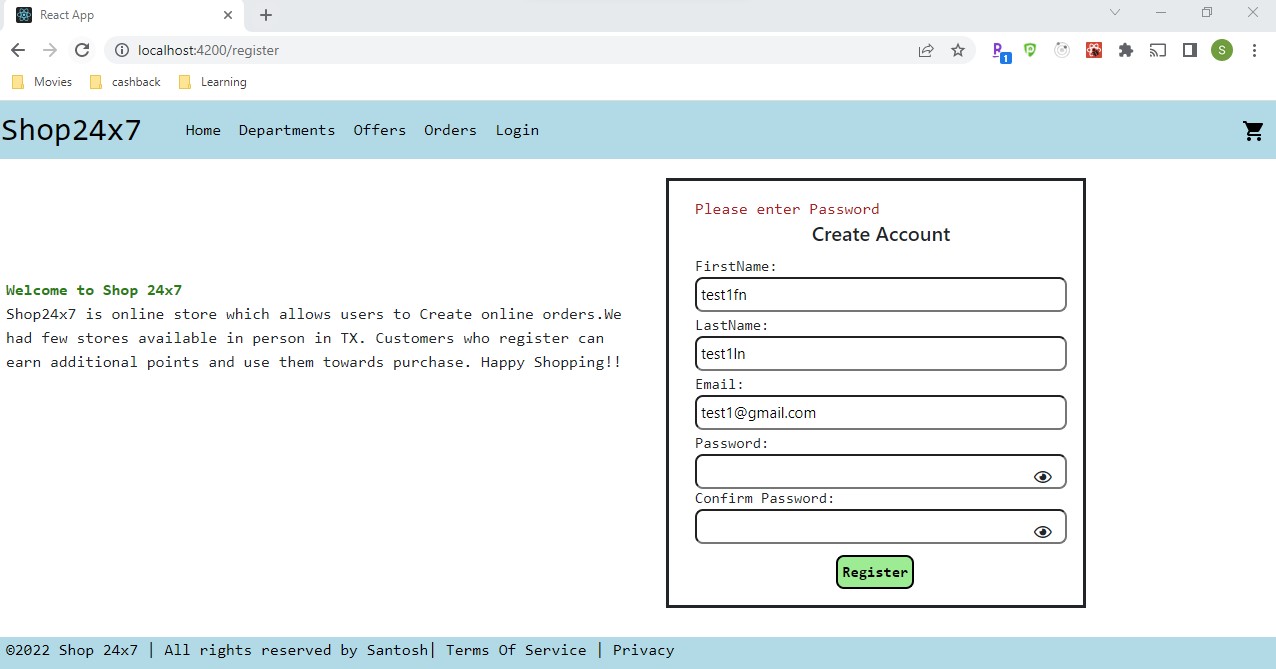 React App
localhost:4200/register
1
S
Movies cashback Learning
Shop24x7 Home Departments Offers Orders Login
Welcome to Shop 24x7
Shop24x7 is online store which allows users to Create online orders.We
had few stores available in person in TX. Customers who register can
earn additional points and use them towards purchase. Happy Shopping!!
Please enter Password
Create Account
FirstName:
test1fn
LastName:
test1ln
Email:
test1@gmail.com
Password:
Confirm Password:
Register
©2022 Shop 24x7 | All rights reserved by Santosh| Terms Of Service | Privacy